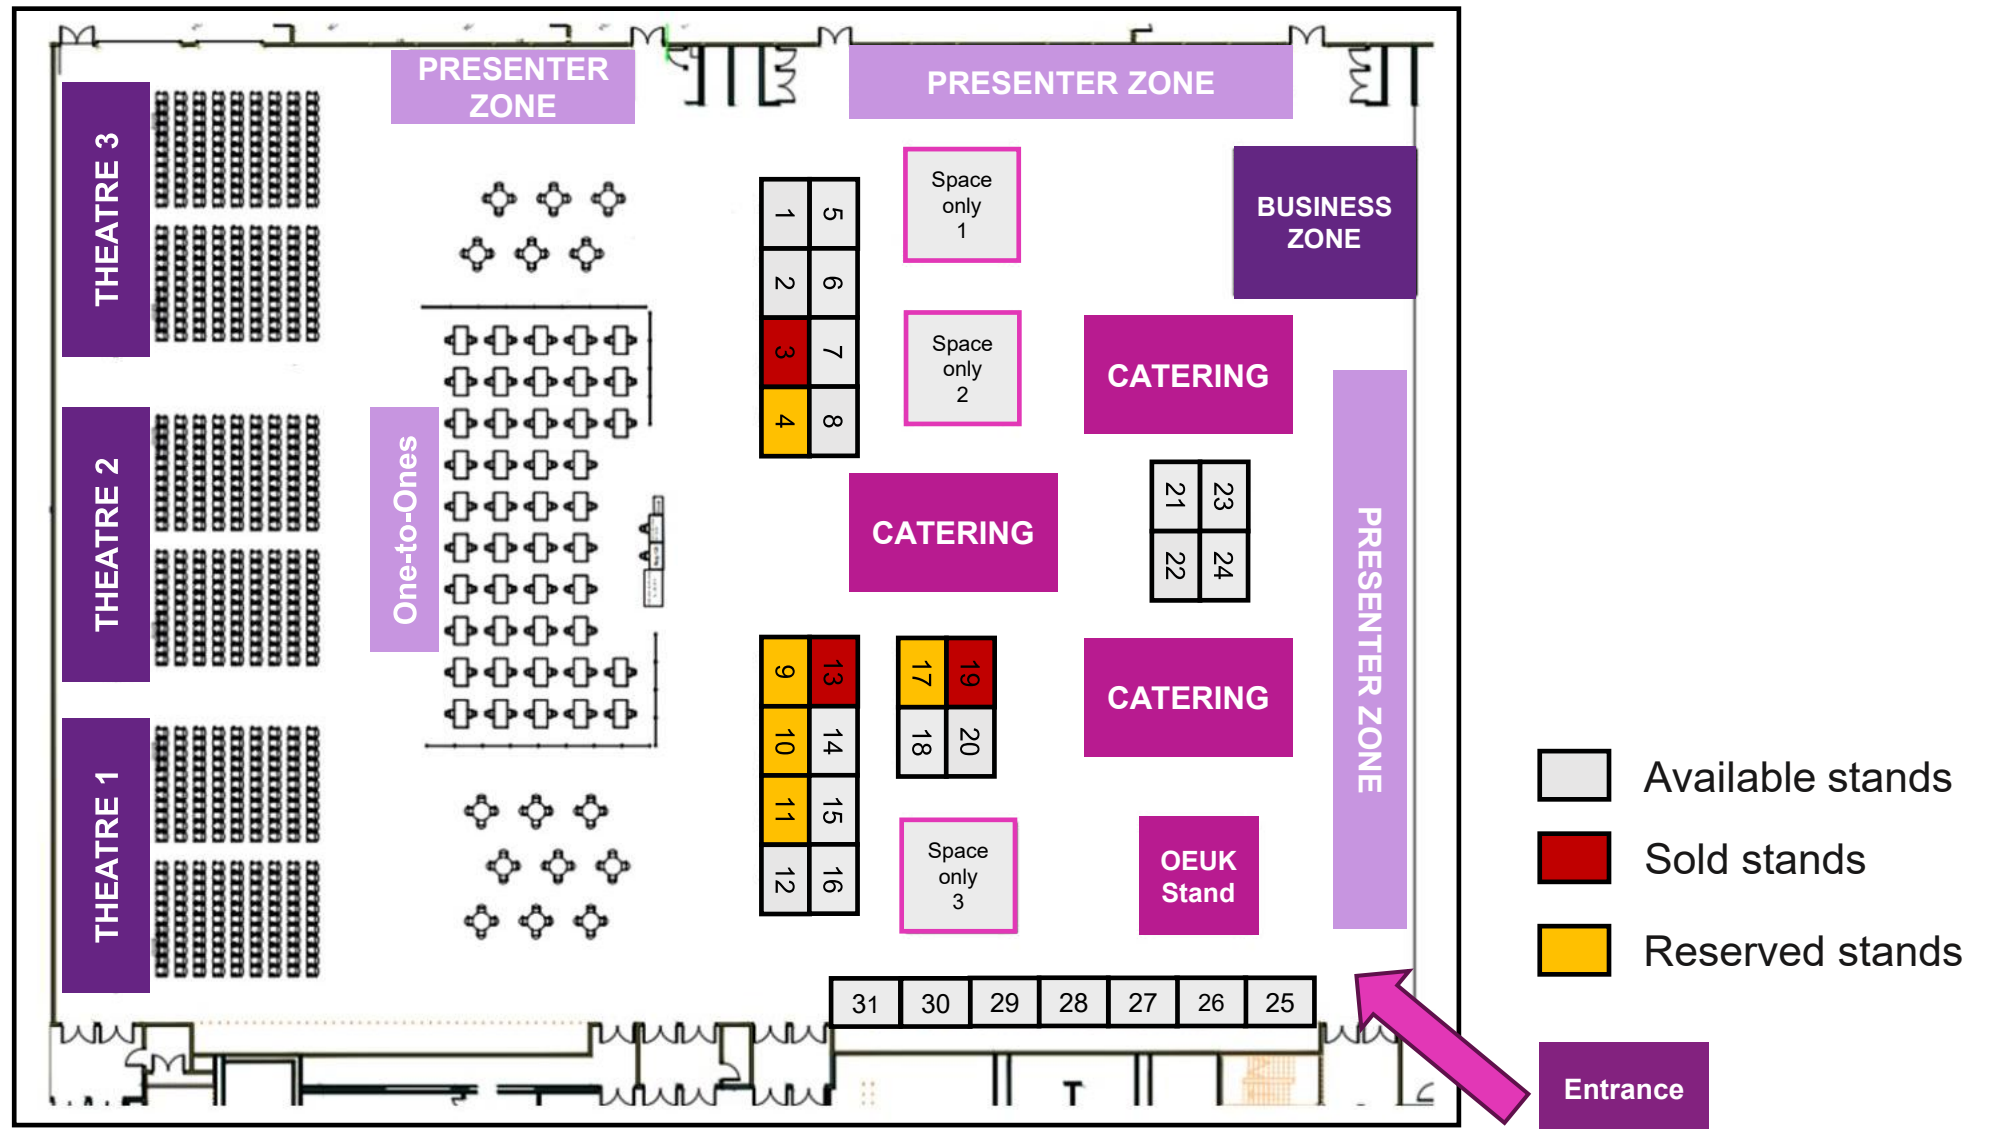 PRESENTER
ZONE
PRESENTER ZONE
THEATRE 3
Space
only
1
BUSINESS
ZONE
1
5
2
6
3
7
4
8
Space
only
2
CATERING
THEATRE 2
One-to-Ones
CATERING
21
23
22
24
PRESENTER ZONE
9
13
10
14
11
15
12
16
17
19
18
20
CATERING
THEATRE 1
Space
only
3
OEUK
Stand
31
30
29
28
27
26
25
Available stands
Sold stands
Reserved stands
Entrance